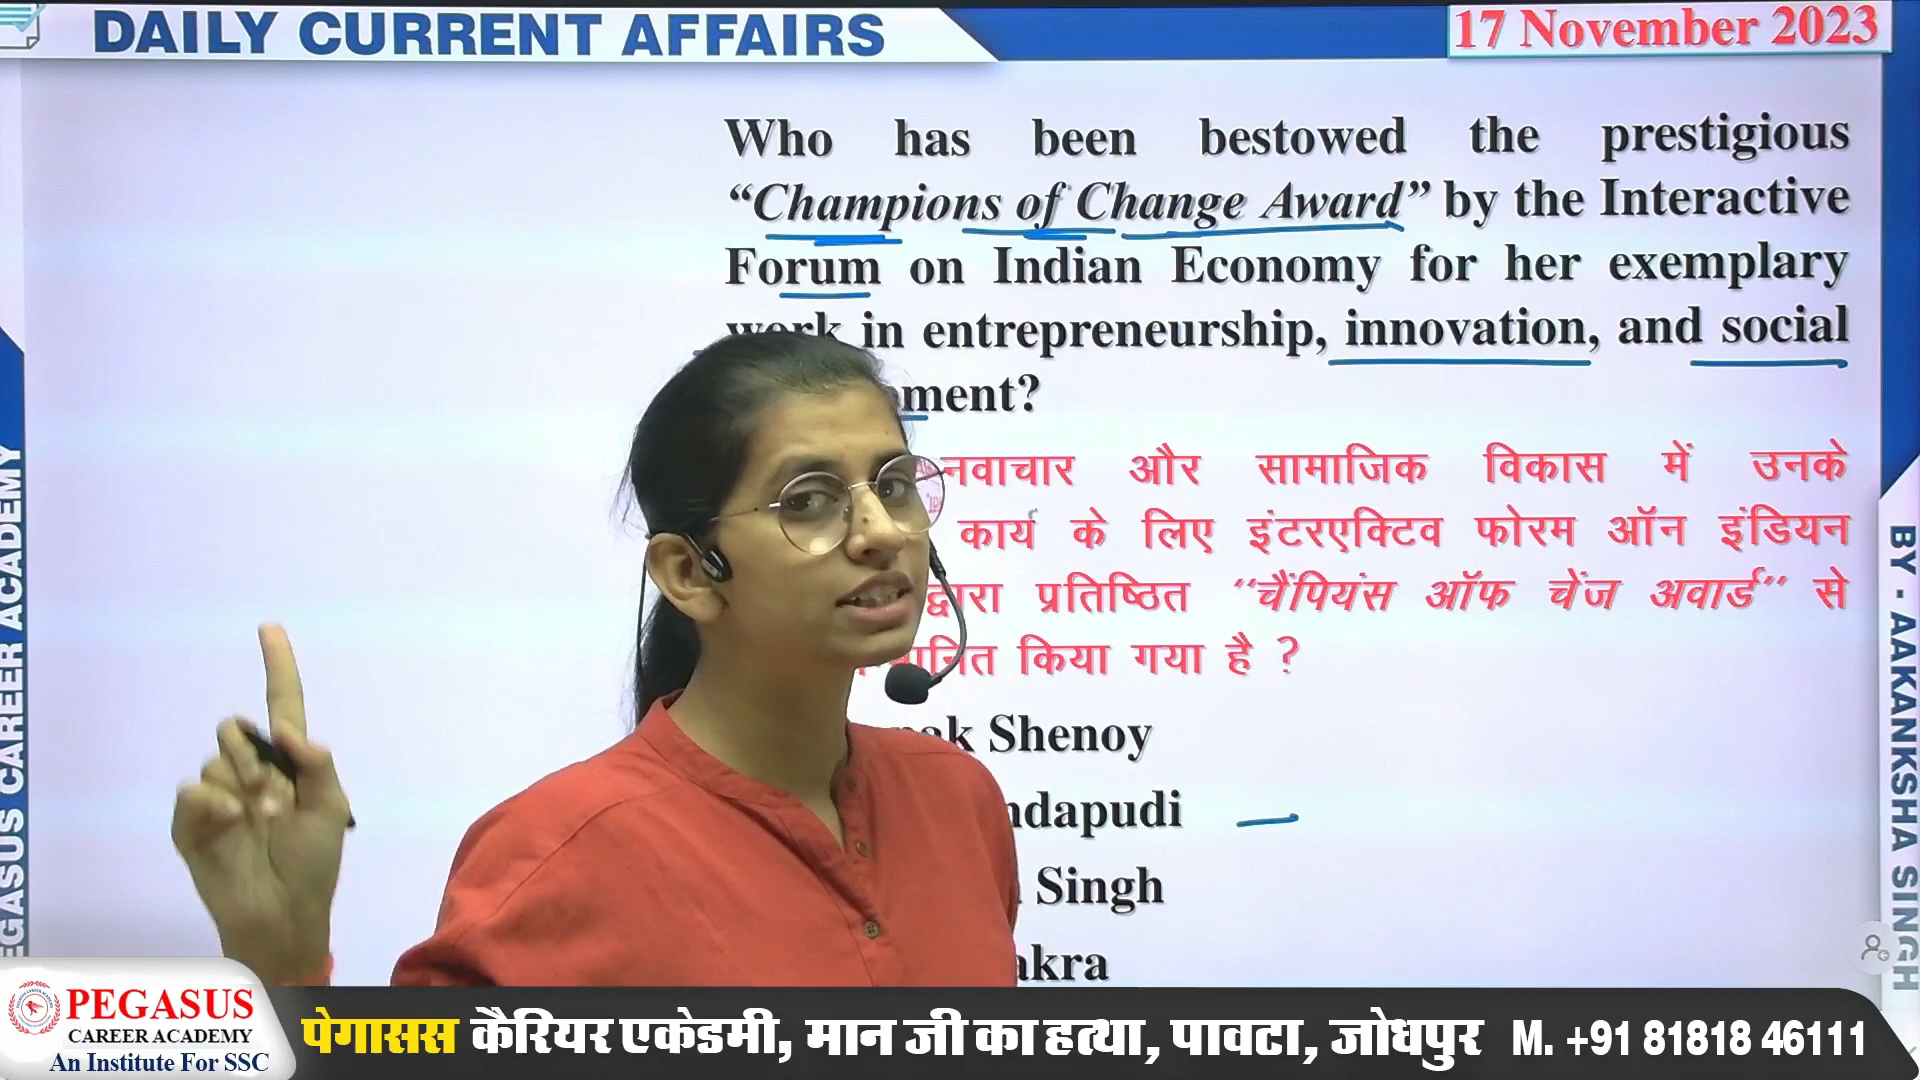 DAILY CURRENT AFFAIRS
17 November 2023
Who has been bestowed the prestigious
“Champions of Change Award” by the Interactive
Forum on Indian Economy for her exemplary
work in entrepreneurship, innovation, and social
ment?
नवाचार और सामाजिक विकास में उनके
कार्य के लिए इंटरएक्टिव फोरम ऑन इंडियन
द्वारा प्रतिष्ठित ‘‘चैंपियंस ऑफ चेंज अवार्ड’’ से
किया गया है ?
Shenoy
ndapudi
Singh
akra
EGASUS CAREER ACADEMY
BY - AAKANKSHA SINGH
PEGASUS
CAREER ACADEMY
An Institute For SSC
पेगासस कैरियर एकेडमी, मान जी का हत्था, पावटा, जोधपुर M. +91 81818 46111